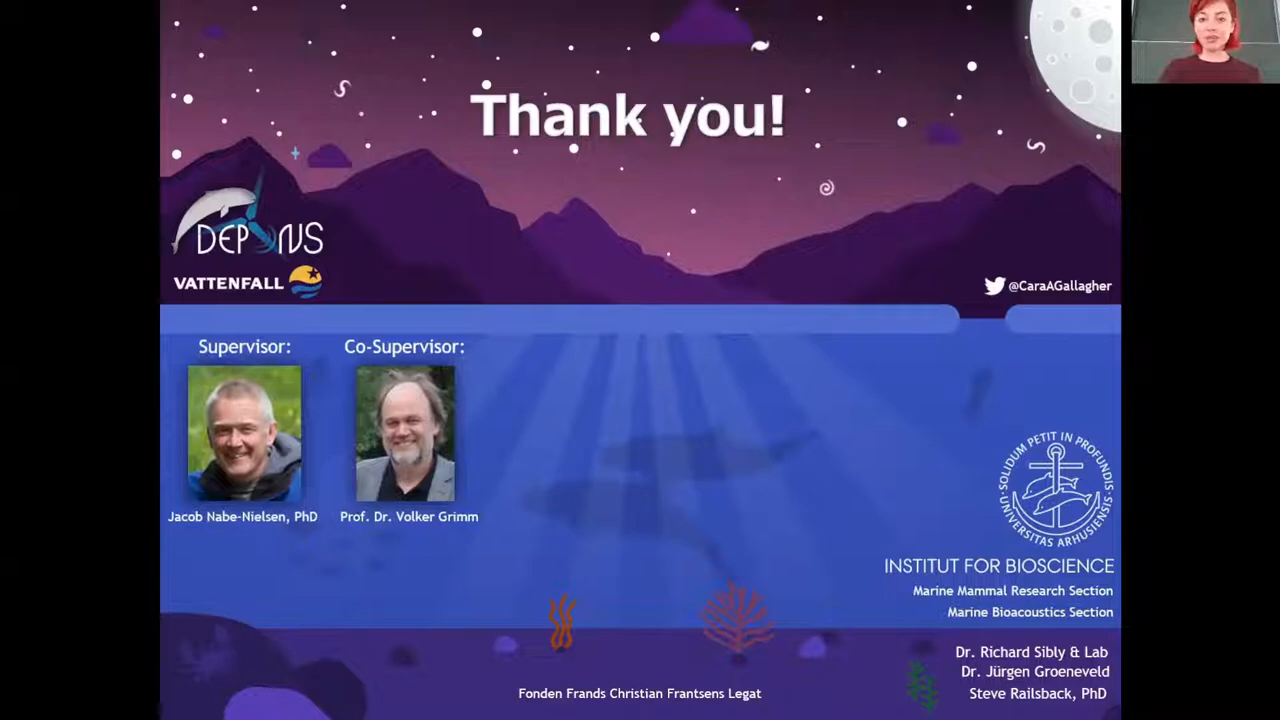 Thank you!
DEPONS
VATTENFALL
@CaraAGallagher
Supervisor:
Co-Supervisor:
Jacob Nabe-Nielsen, PhD
Prof. Dr. Volker Grimm
SOLIDUM PETIT IN PROFUNDIS
UNIVERSITAS ARHUSIENSIS
INSTITUT FOR BIOSCIENCE
Marine Mammal Research Section
Marine Bioacoustics Section
Dr. Richard Sibly & Lab
Dr. Jürgen Groeneveld
Steve Railsback, PhD
Fonden Frands Christian Frantsens Legat